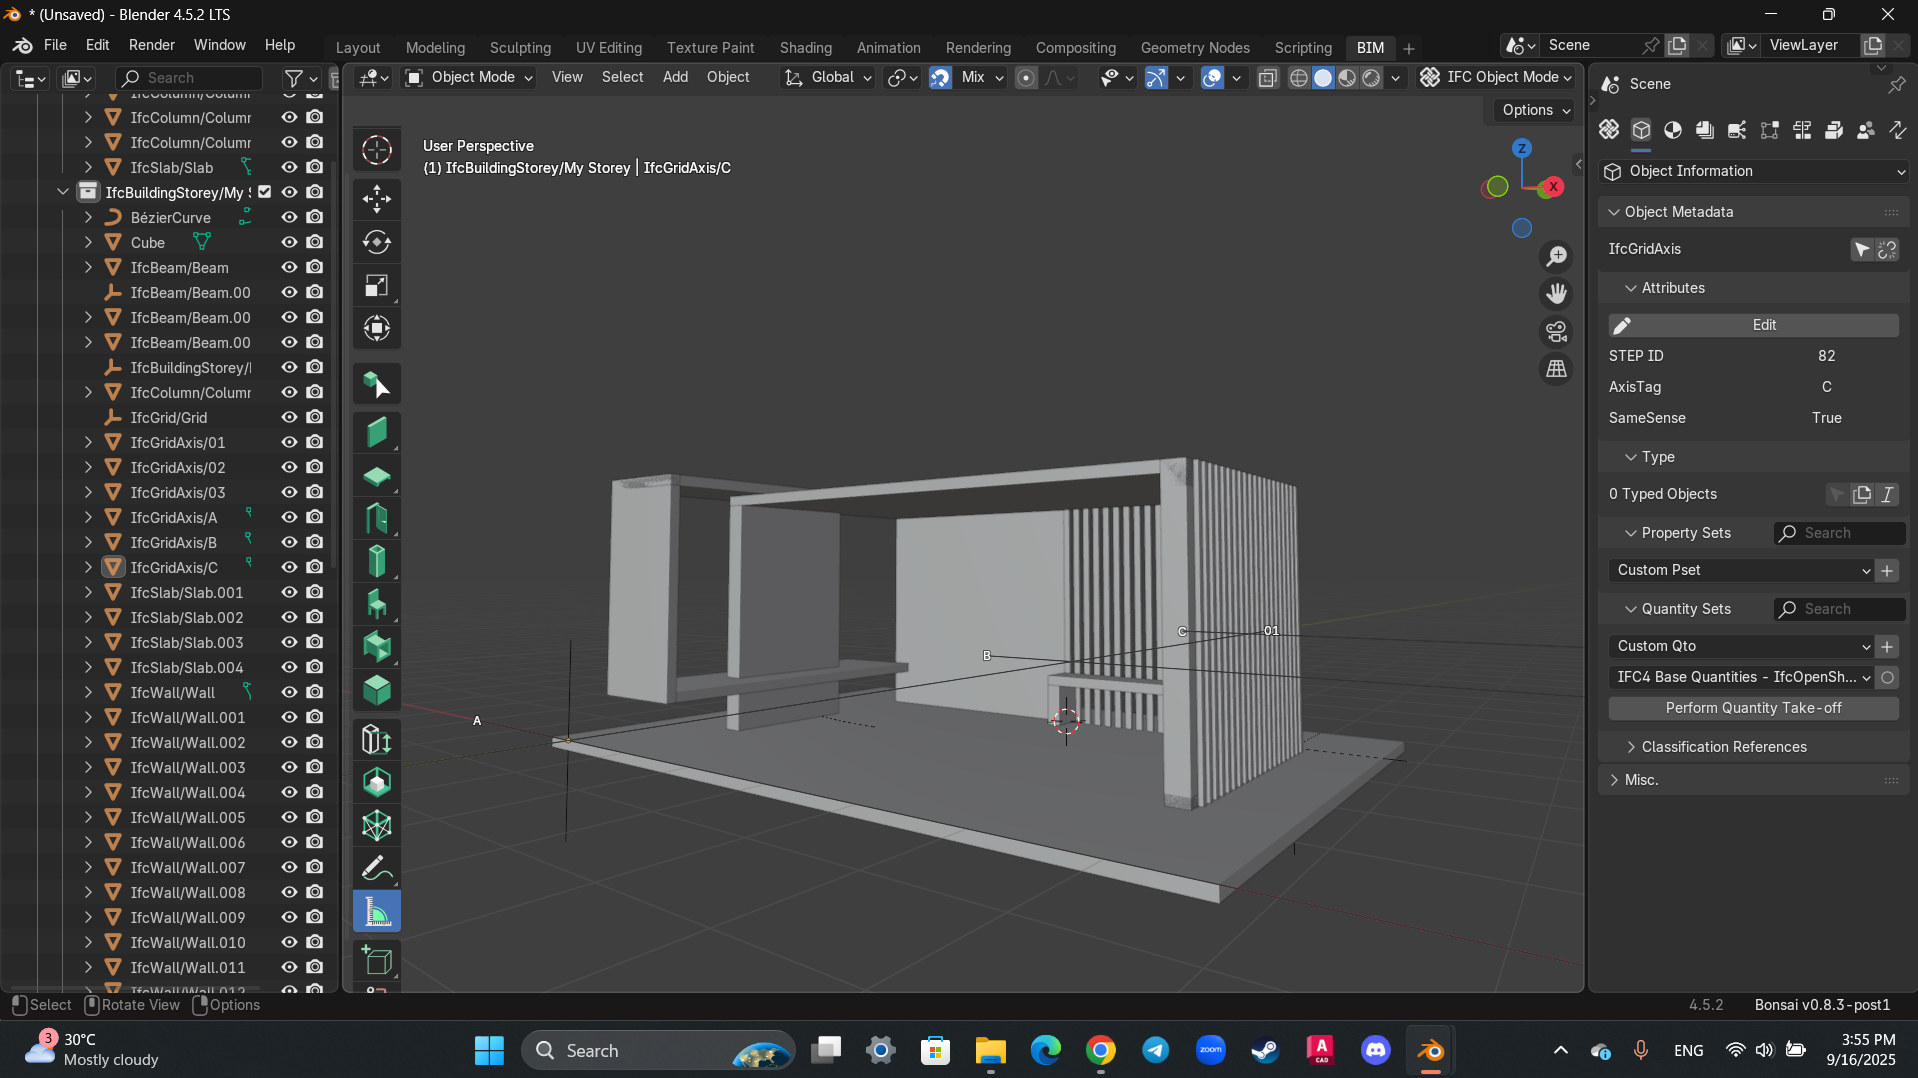 * (Unsaved) - Blender 4.5.2 LTS
File Edit Render Window Help
Layout Modeling Sculpting UV Editing Texture Paint Shading Animation Rendering Compositing Geometry Nodes Scripting BIM
Scene
ViewLayer
Search
Object Mode View Select Add Object
Global
Mix
IFC Object Mode
Options
User Perspective
(1) IfcBuildingStorey/My Storey | IfcGridAxis/C
IfcColumn/Columr
IfcColumn/Columr
IfcColumn/Columr
IfcSlab/Slab
IfcBuildingStorey/My S
BézierCurve
Cube
IfcBeam/Beam
IfcBeam/Beam.00
IfcBeam/Beam.00
IfcBeam/Beam.00
IfcBuildingStorey/
IfcColumn/Columr
IfcGrid/Grid
IfcGridAxis/01
IfcGridAxis/02
IfcGridAxis/03
IfcGridAxis/A
IfcGridAxis/B
IfcGridAxis/C
IfcSlab/Slab.001
IfcSlab/Slab.002
IfcSlab/Slab.003
IfcSlab/Slab.004
IfcWall/Wall
IfcWall/Wall.001
IfcWall/Wall.002
IfcWall/Wall.003
IfcWall/Wall.004
IfcWall/Wall.005
IfcWall/Wall.006
IfcWall/Wall.007
IfcWall/Wall.008
IfcWall/Wall.009
IfcWall/Wall.010
IfcWall/Wall.011
IfcWall/Wall.012
Z
X
A
B
C
01
Scene
Object Information
Object Metadata
IfcGridAxis
Attributes
Edit
STEP ID 82
AxisTag C
SameSense True
Type
0 Typed Objects
Property Sets Search
Custom Pset
Quantity Sets Search
Custom Qto
IFC4 Base Quantities - IfcOpenSh...
Perform Quantity Take-off
Classification References
Misc.
Select Rotate View Options
4.5.2 Bonsai v0.8.3-post1
3
30°C
Mostly cloudy
Search
zoom
A
CAD
ENG
3:55 PM
9/16/2025